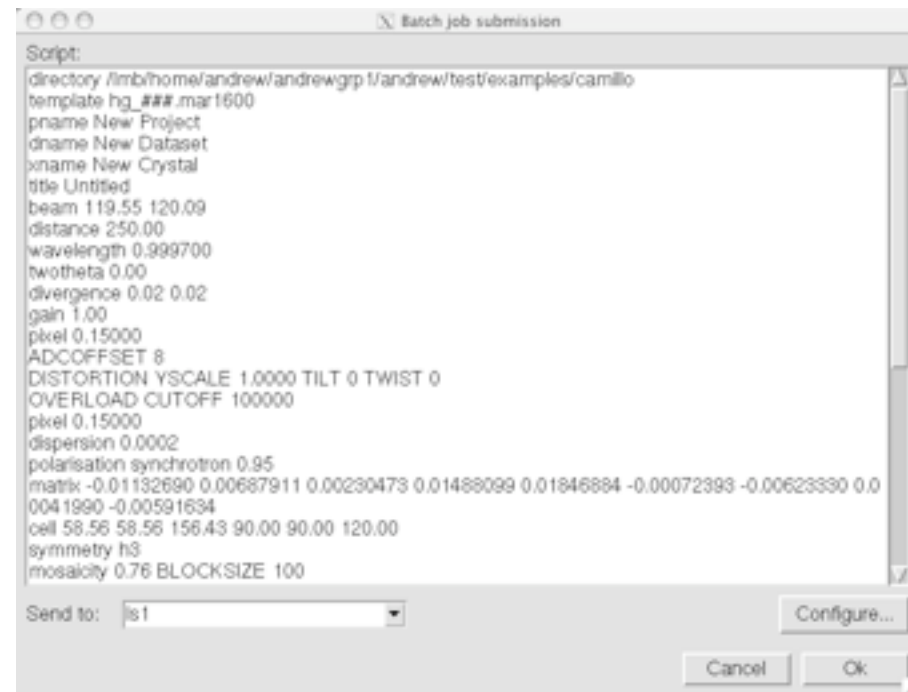 Batch job submission
Script:
directory /lmb/home/andrew/andrewgrp1/andrew/test/examples/camillo
template hg_###.mar1600
pname New Project
dname New Dataset
xname New Crystal
title Untitled
beam 119.55 120.09
distance 250.00
wavelength 0.999700
twotheta 0.00
divergence 0.02 0.02
gain 1.00
pixel 0.15000
ADCOFFSET 8
DISTORTION YSCALE 1.0000 TILT 0 TWIST 0
OVERLOAD CUTOFF 100000
pixel 0.15000
dispersion 0.0002
polarisation synchrotron 0.95
matrix -0.01132690 0.00687911 0.00230473 0.01488099 0.01846884 -0.00072393 -0.00623330 0.0
0041990 -0.00591634
cell 58.56 58.56 156.43 90.00 90.00 120.00
symmetry h3
mosaicity 0.76 BLOCKSIZE 100
Send to: ls1 Configure...
Cancel Ok